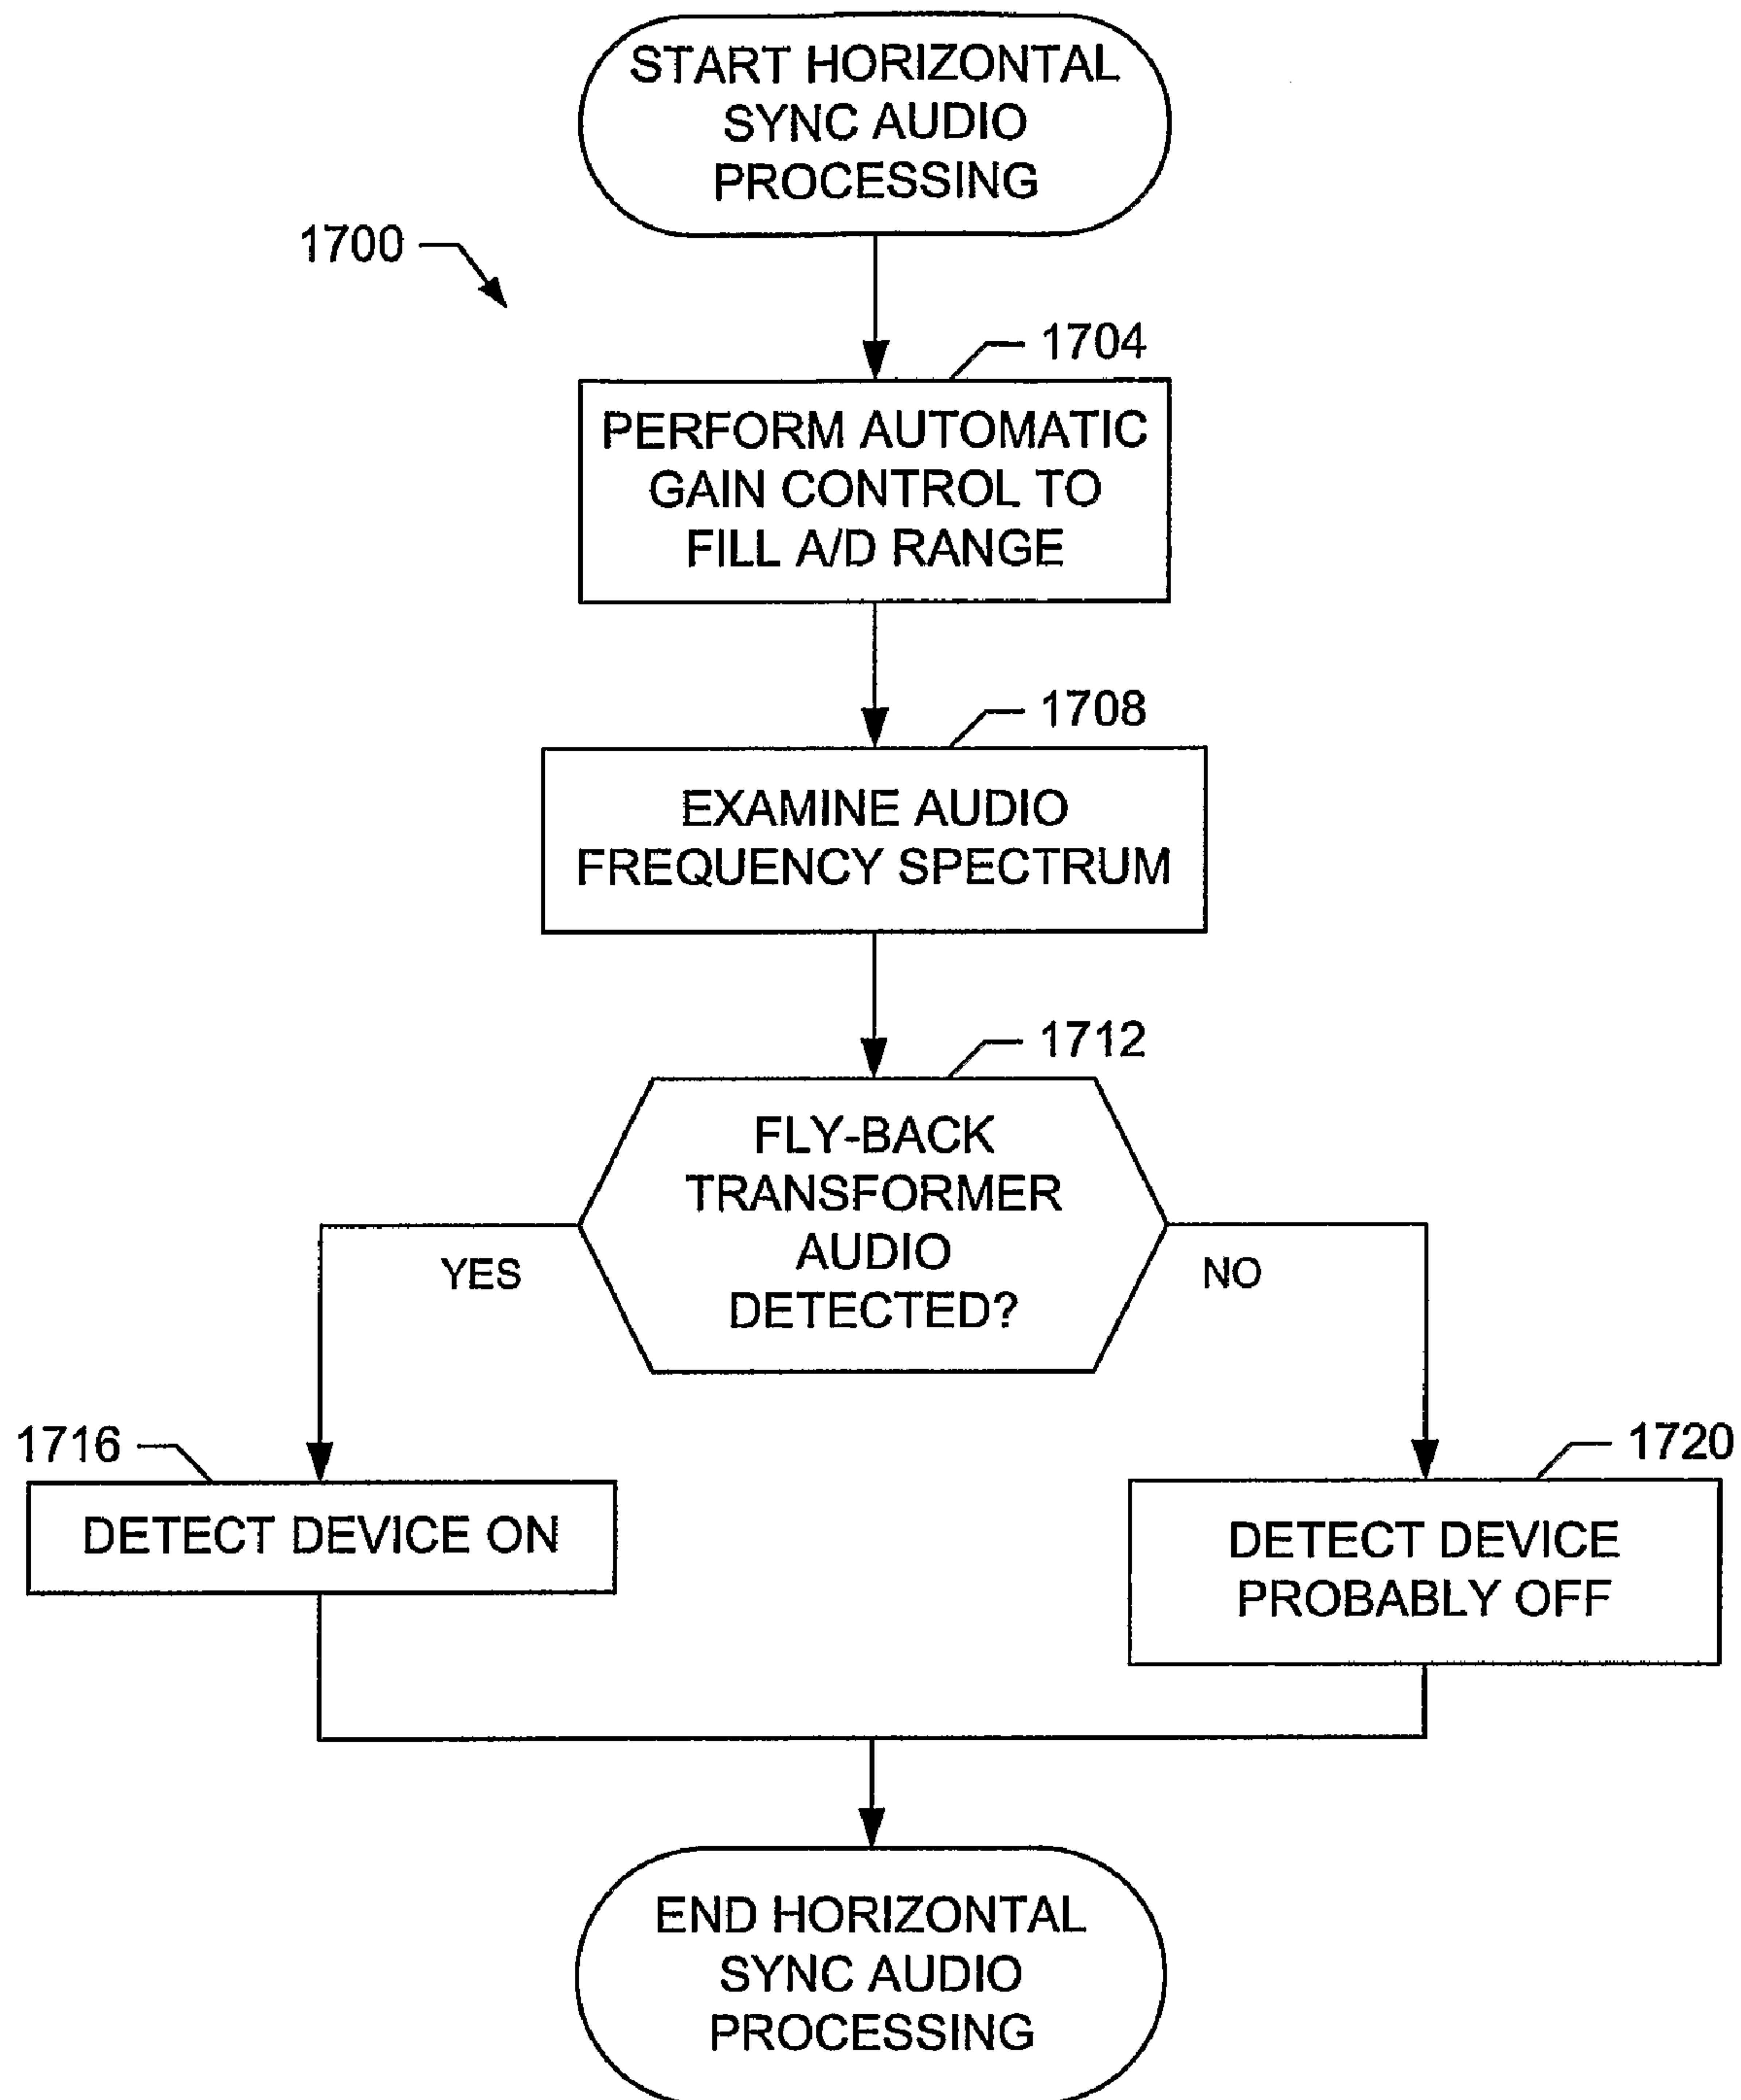 START HORIZONTAL
SYNC AUDIO
PROCESSING
1700
1704
PERFORM AUTOMATIC
GAIN CONTROL TO
FILL A/D RANGE
1708
EXAMINE AUDIO
FREQUENCY SPECTRUM
1712
FLY-BACK
TRANSFORMER
AUDIO
DETECTED?
YES
NO
1716
DETECT DEVICE ON
1720
DETECT DEVICE
PROBABLY OFF
END HORIZONTAL
SYNC AUDIO
PROCESSING